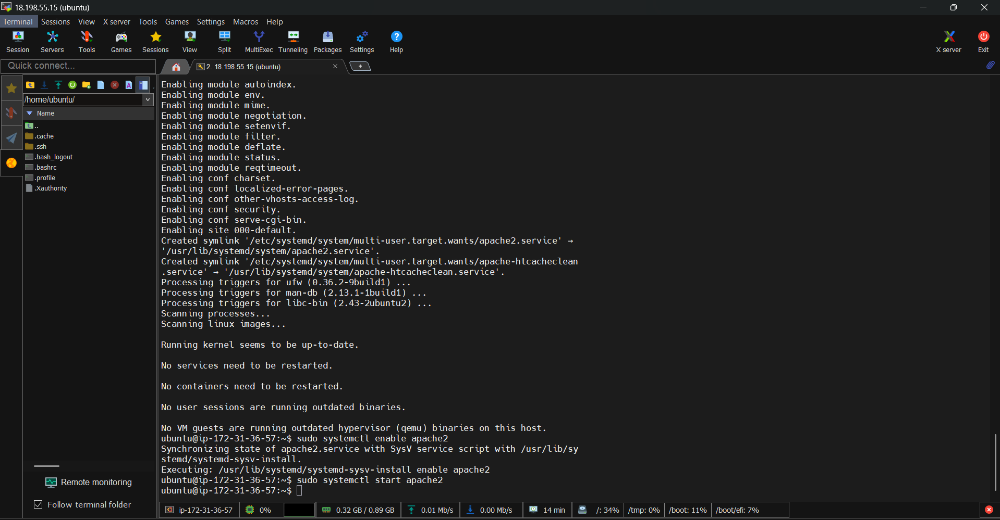 18.198.55.15 (ubuntu)
Terminal Sessions View X server Tools Games Settings Macros Help
Session Servers Tools Games Sessions View Split MultiExec Tunneling Packages Settings Help X server Exit
Quick connect...
2. 18.198.55.15 (ubuntu)
/home/ubuntu/
Name
..
.cache
.ssh
.bash_logout
.bashrc
.profile
.Xauthority
Remote monitoring
Follow terminal folder
Enabling module autoindex.
Enabling module env.
Enabling module mime.
Enabling module negotiation.
Enabling module setenvif.
Enabling module filter.
Enabling module deflate.
Enabling module status.
Enabling module reqtimeout.
Enabling conf charset.
Enabling conf localized-error-pages.
Enabling conf other-vhosts-access-log.
Enabling conf security.
Enabling conf serve-cgi-bin.
Enabling site 000-default.
Created symlink '/etc/systemd/system/multi-user.target.wants/apache2.service' →
'/usr/lib/systemd/system/apache2.service'.
Created symlink '/etc/systemd/system/multi-user.target.wants/apache-htcacheclean
.service' → '/usr/lib/systemd/system/apache-htcacheclean.service'.
Processing triggers for ufw (0.36.2-9build1) ...
Processing triggers for man-db (2.13.1-1build1) ...
Processing triggers for libc-bin (2.43-2ubuntu2) ...
Scanning processes...
Scanning linux images...
Running kernel seems to be up-to-date.
No services need to be restarted.
No containers need to be restarted.
No user sessions are running outdated binaries.
No VM guests are running outdated hypervisor (qemu) binaries on this host.
ubuntu@ip-172-31-36-57:~$ sudo systemctl enable apache2
Synchronizing state of apache2.service with SysV service script with /usr/lib/sy
stemd/systemd-sysv-install.
Executing: /usr/lib/systemd/systemd-sysv-install enable apache2
ubuntu@ip-172-31-36-57:~$ sudo systemctl start apache2
ubuntu@ip-172-31-36-57:~$
ip-172-31-36-57 0% 0.32 GB / 0.89 GB 0.01 Mb/s 0.00 Mb/s 14 min /: 34% /tmp: 0% /boot: 11% /boot/efi: 7%